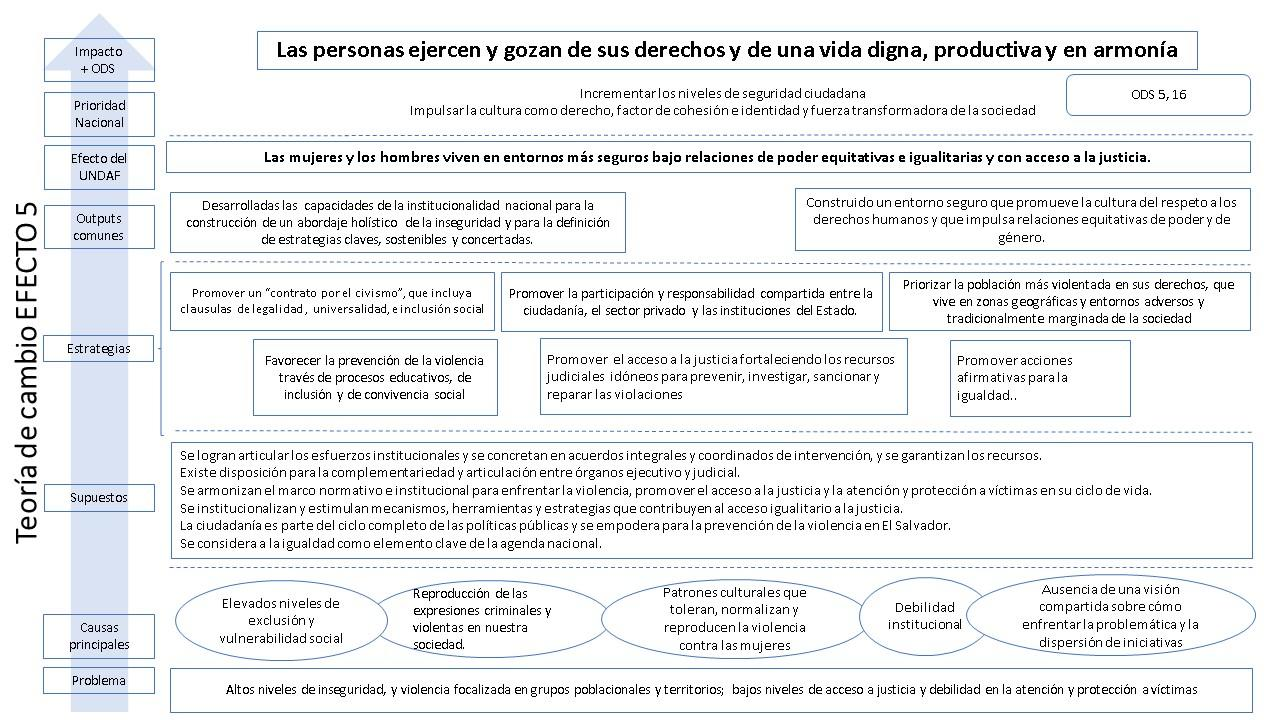 Teoría de cambio EFECTO 5
Impacto
+ ODS
Las personas ejercen y gozan de sus derechos y de una vida digna, productiva y en armonía
Prioridad
Nacional
Incrementar los niveles de seguridad ciudadana
Impulsar la cultura como derecho, factor de cohesión e identidad y fuerza transformadora de la sociedad
ODS 5, 16
Efecto del
UNDAF
Las mujeres y los hombres viven en entornos más seguros bajo relaciones de poder equitativas e igualitarias y con acceso a la justicia.
Outputs
comunes
Desarrolladas las capacidades de la institucionalidad nacional para la
construcción de un abordaje holístico de la inseguridad y para la definición
de estrategias claves, sostenibles y concertadas.
Construido un entorno seguro que promueve la cultura del respeto a los
derechos humanos y que impulsa relaciones equitativas de poder y de
género.
Estrategias
Promover un “contrato por el civismo”, que incluya
clausulas de legalidad , universalidad, e inclusión social
Promover la participación y responsabilidad compartida entre la
ciudadanía, el sector privado y las instituciones del Estado.
Priorizar la población más violentada en sus derechos, que
vive en zonas geográficas y entornos adversos y
tradicionalmente marginada de la sociedad
Favorecer la prevención de la violencia
través de procesos educativos, de
inclusión y de convivencia social
Promover el acceso a la justicia fortaleciendo los recursos
judiciales idóneos para prevenir, investigar, sancionar y
reparar las violaciones
Promover acciones
afirmativas para la
igualdad..
Supuestos
Se logran articular los esfuerzos institucionales y se concretan en acuerdos integrales y coordinados de intervención, y se garantizan los recursos.
Existe disposición para la complementariedad y articulación entre órganos ejecutivo y judicial.
Se armonizan el marco normativo e institucional para enfrentar la violencia, promover el acceso a la justicia y la atención y protección a víctimas en su ciclo de vida.
Se institucionalizan y estimulan mecanismos, herramientas y estrategias que contribuyen al acceso igualitario a la justicia.
La ciudadanía es parte del ciclo completo de las políticas públicas y se empodera para la prevención de la violencia en El Salvador.
Se considera a la igualdad como elemento clave de la agenda nacional.
Causas
principales
Elevados niveles de
exclusión y
vulnerabilidad social
Reproducción de las
expresiones criminales y
violentas en nuestra
sociedad.
Patrones culturales que
toleran, normalizan y
reproducen la violencia
contra las mujeres
Debilidad
institucional
Ausencia de una visión
compartida sobre cómo
enfrentar la problemática y la
dispersión de iniciativas
Problema
Altos niveles de inseguridad, y violencia focalizada en grupos poblacionales y territorios; bajos niveles de acceso a justicia y debilidad en la atención y protección a víctimas